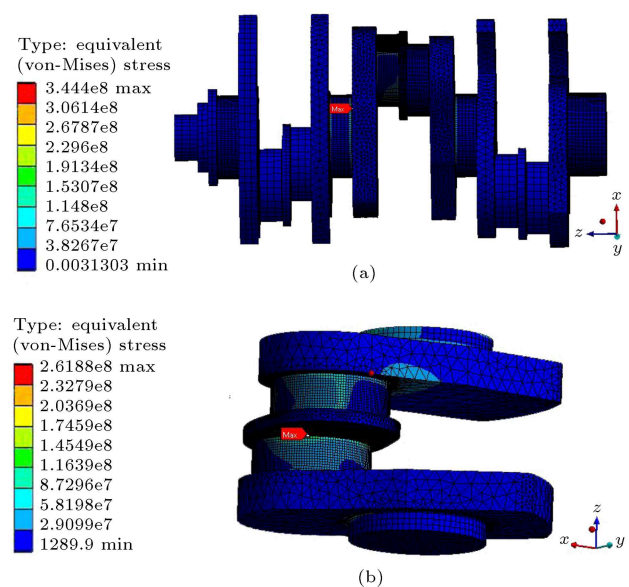 Type: equivalent
(von-Mises) stress
3.444e8 max
3.0614e8
2.6787e8
2.296e8
1.9134e8
1.5307e8
1.148e8
7.6534e7
3.8267e7
0.0031303 min
Max
x
z
y
(a)
Type: equivalent
(von-Mises) stress
2.6188e8 max
2.3279e8
2.0369e8
1.7459e8
1.4549e8
1.1639e8
8.7296e7
5.8198e7
2.9099e7
1289.9 min
Max
z
x
y
(b)